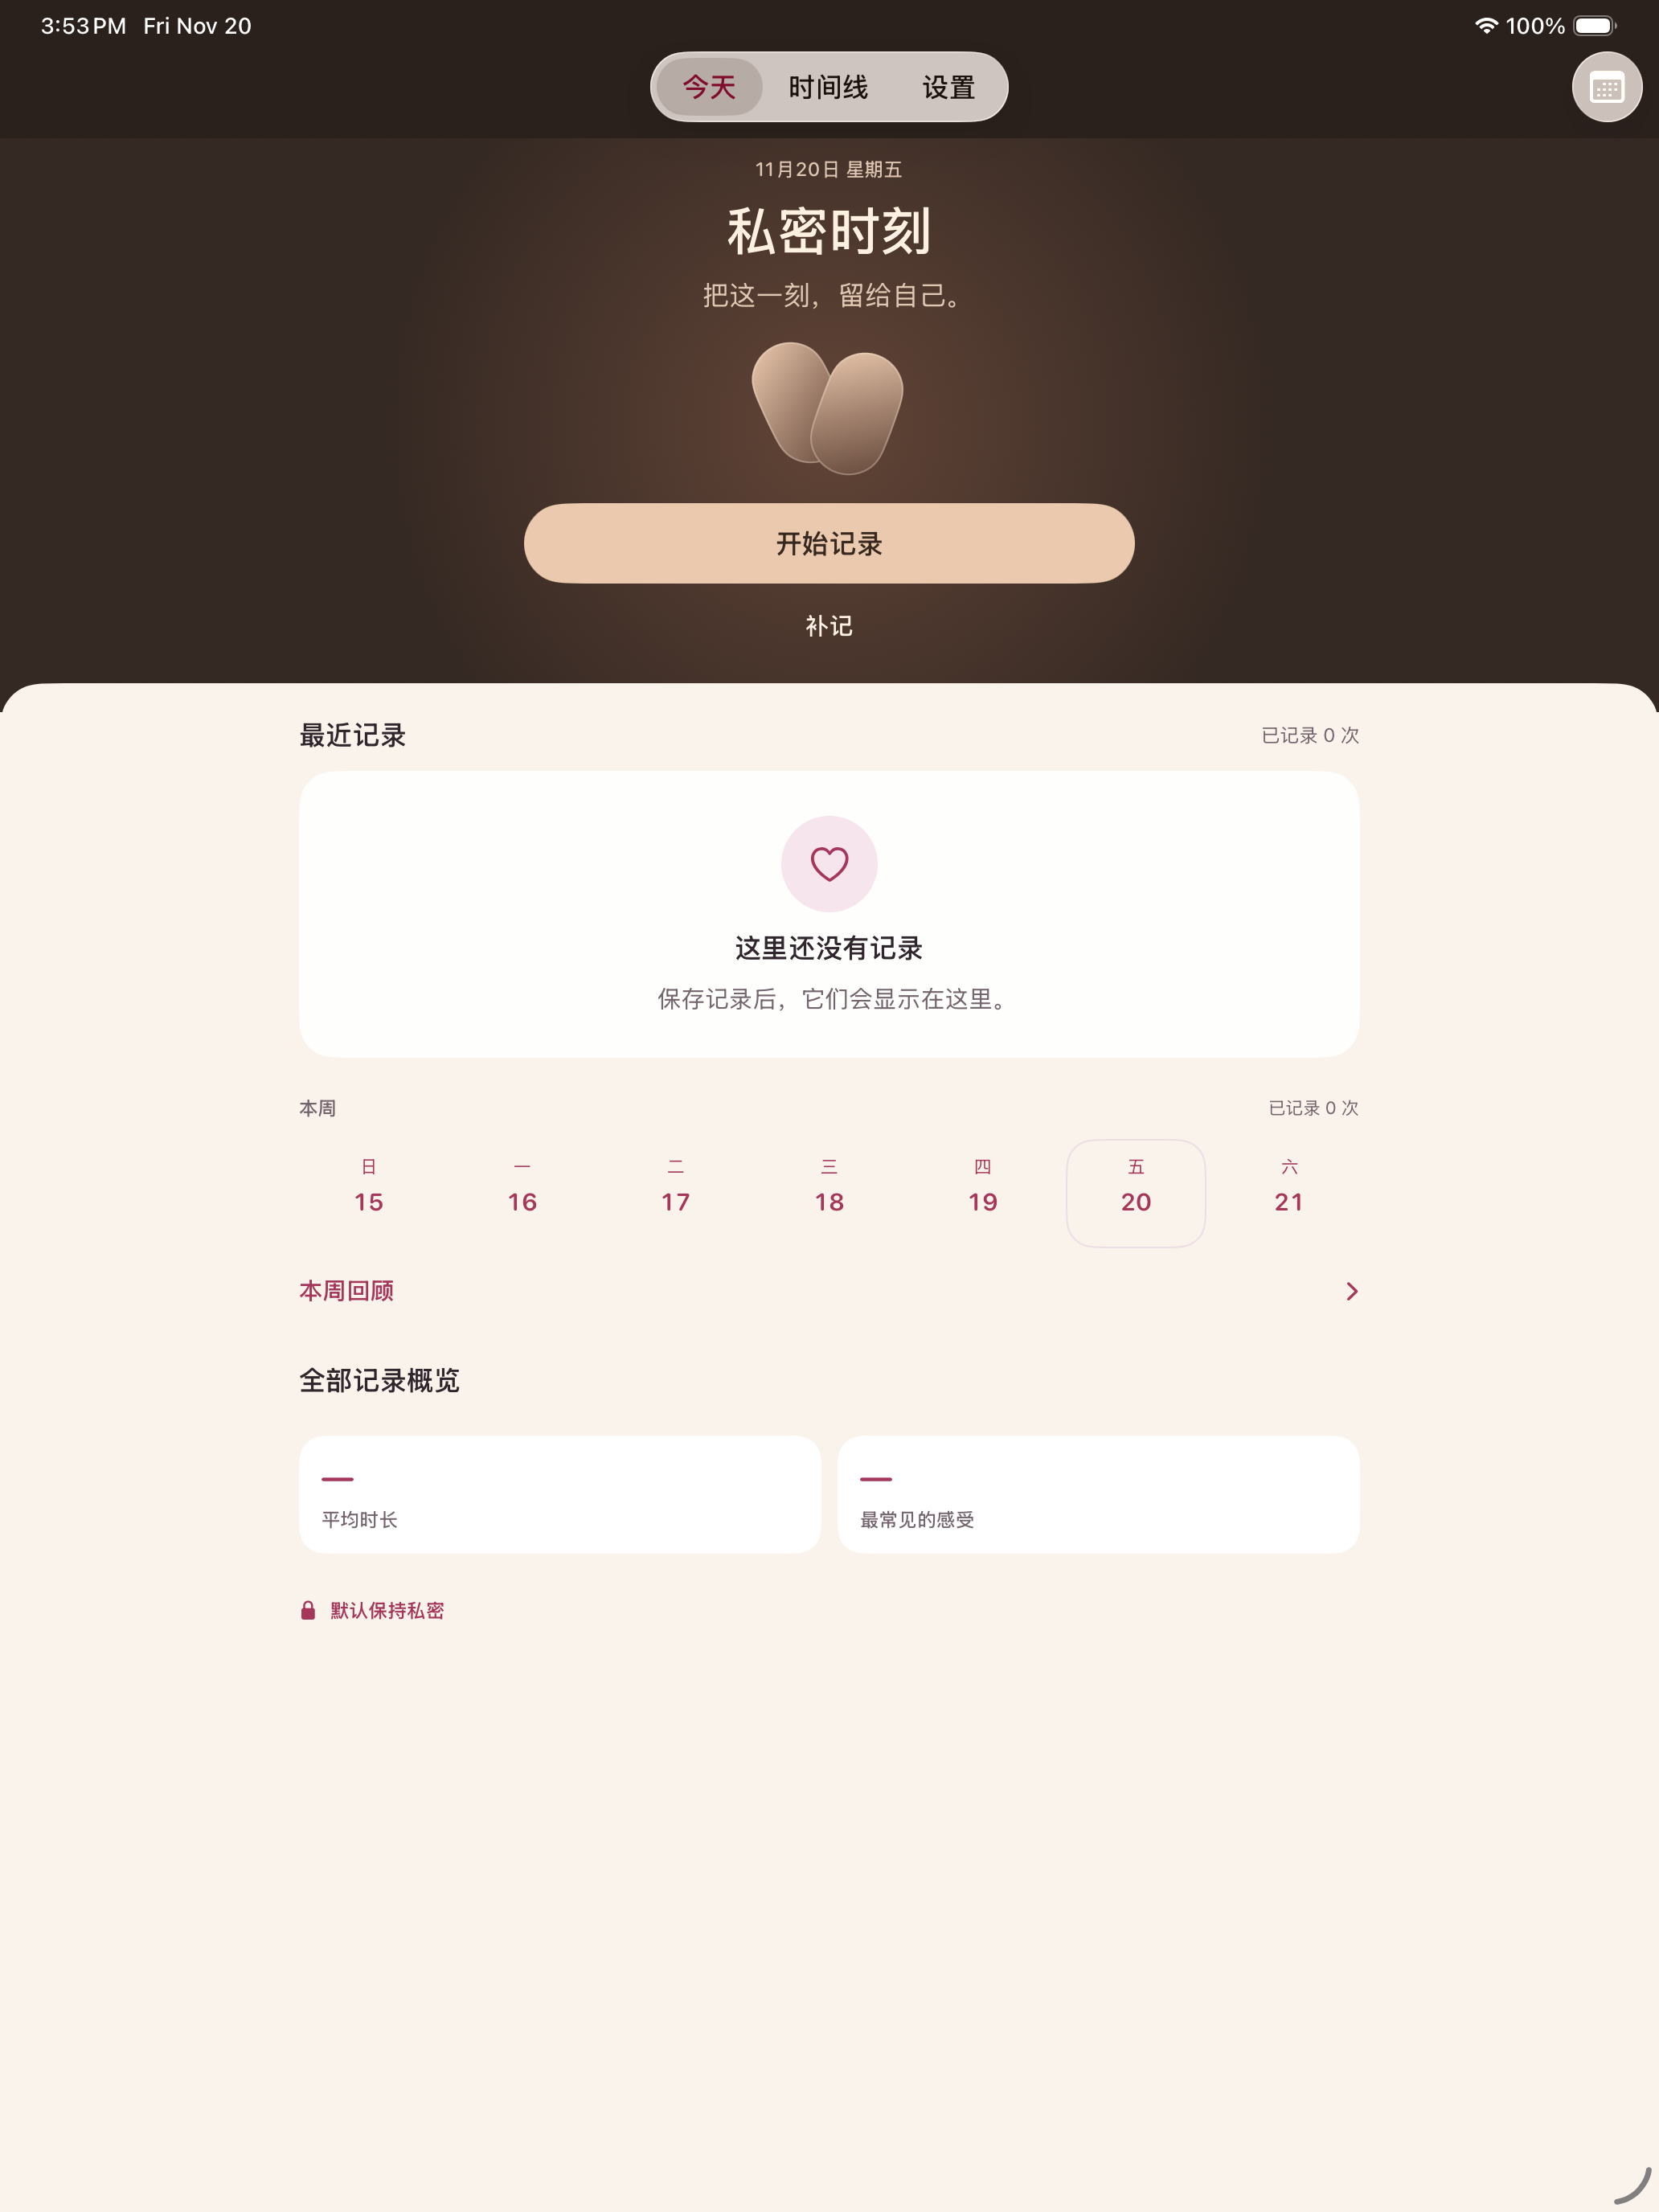 3:53 PM Fri Nov 20 100%
今天 时间线 设置
11月20日 星期五
私密时刻
把这一刻，留给自己。
开始记录
补记
最近记录 已记录 0 次
这里还没有记录
保存记录后，它们会显示在这里。
本周 已记录 0 次
日 一 二 三 四 五 六
15 16 17 18 19 20 21
本周回顾
全部记录概览
平均时长 最常见的感受
默认保持私密